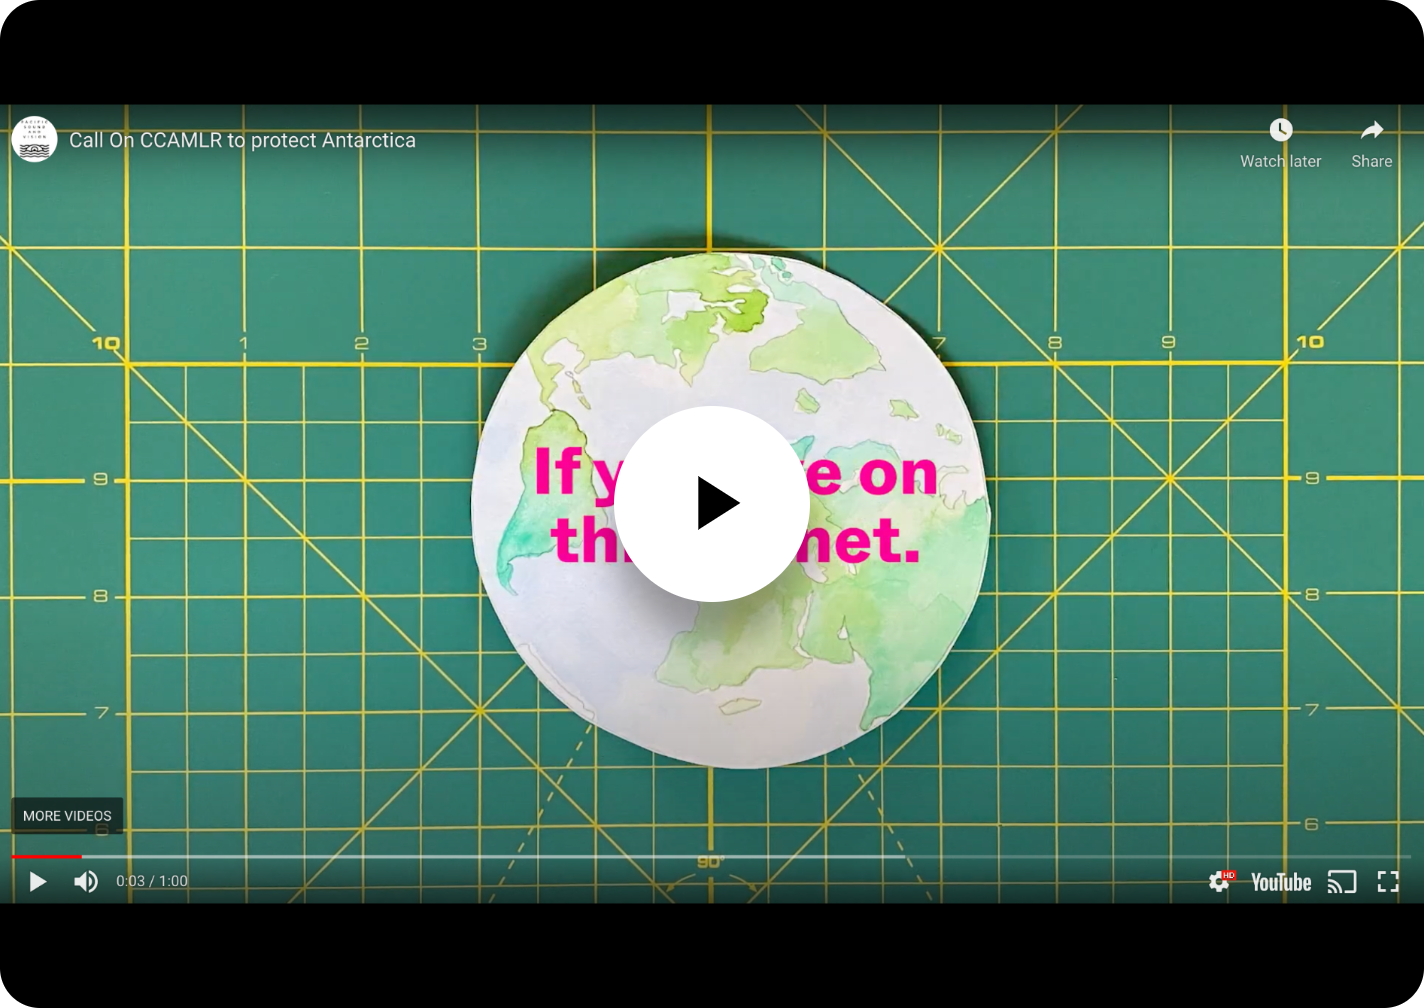 PACIFIC
SOUND
AND
VISION
Call On CCAMLR to protect Antarctica
Watch later
Share
10 1 2 3 7 8 9 10
If y e on
9 9
th net.
8 8
7 7
MORE VIDEOS
6 6
90°
0:03 / 1:00
HD
YouTube